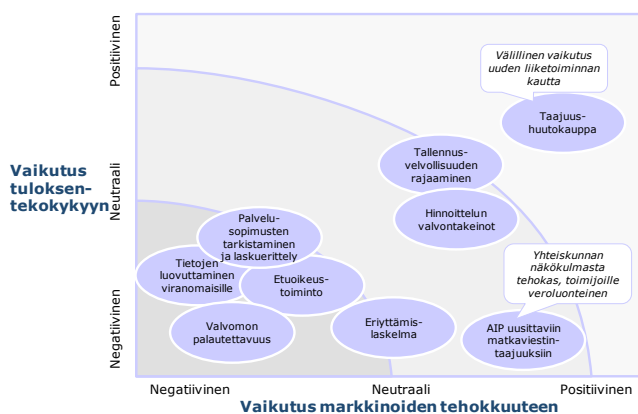 Positiivinen
Neutraali
Negatiivinen
Vaikutus
tuloksen-
tekokykyyn
Välillinen vaikutus
uuden liiketoiminnan
kautta
Taajuus-
huutokauppa
Tallennus-
velvollisuuden
rajaaminen
Hinnoittelun
valvontakeinot
Palvelu-
sopimusten
tarkistaminen
ja laskuerittely
Tietojen
luovuttaminen
viranomaisille
Etuoikeus-
toiminto
Valvomon
palautettavuus
Eriyttämis-
laskelma
Yhteiskunnan
näkökulmasta
tehokas, toimijoille
veroluonteinen
AIP uusittaviin
matkaviestin-
taajuuksiin
Negatiivinen
Neutraali
Positiivinen
Vaikutus markkinoiden tehokkuuteen